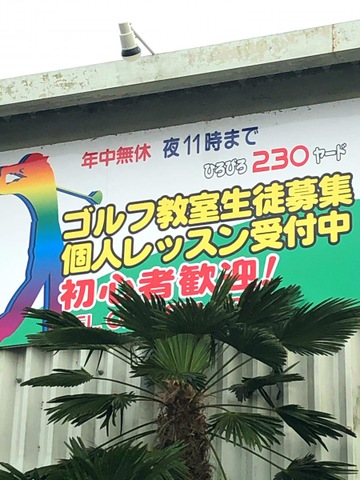 年中無休 夜11時まで
ひろびろ 230 ヤード
ゴルフ教室生徒募集
個人レッスン受付中
初心者歓迎!
TEL